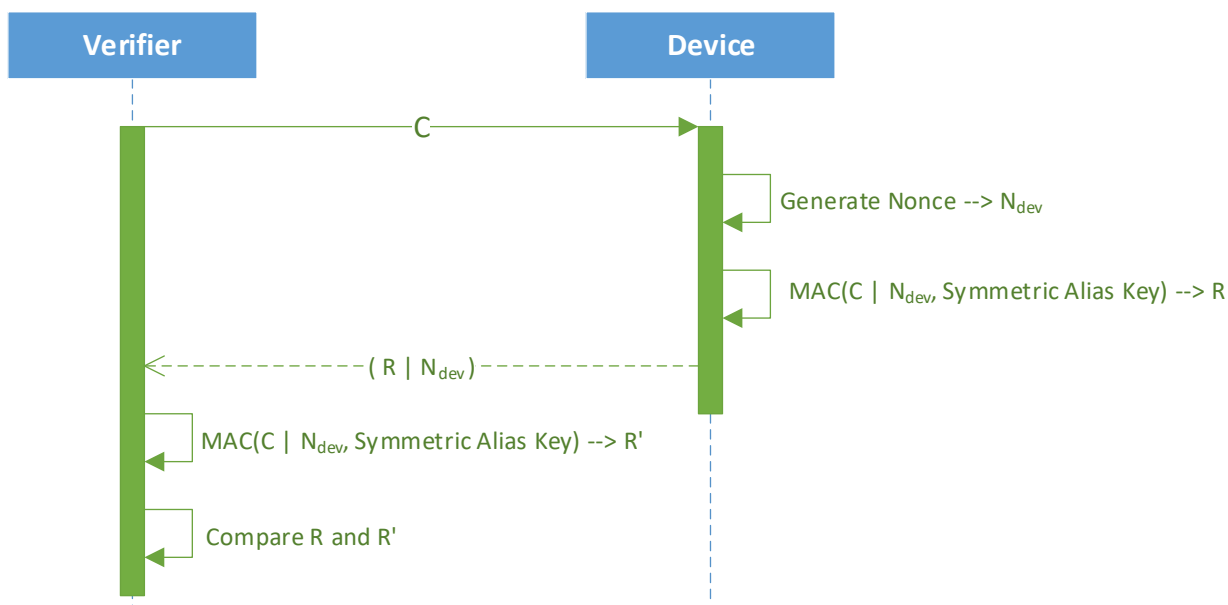 Verifier
Device
C
Generate Nonce --> Ndev
MAC(C | Ndev, Symmetric Alias Key) --> R
( R | Ndev)
MAC(C | Ndev, Symmetric Alias Key) --> R'
Compare R and R'